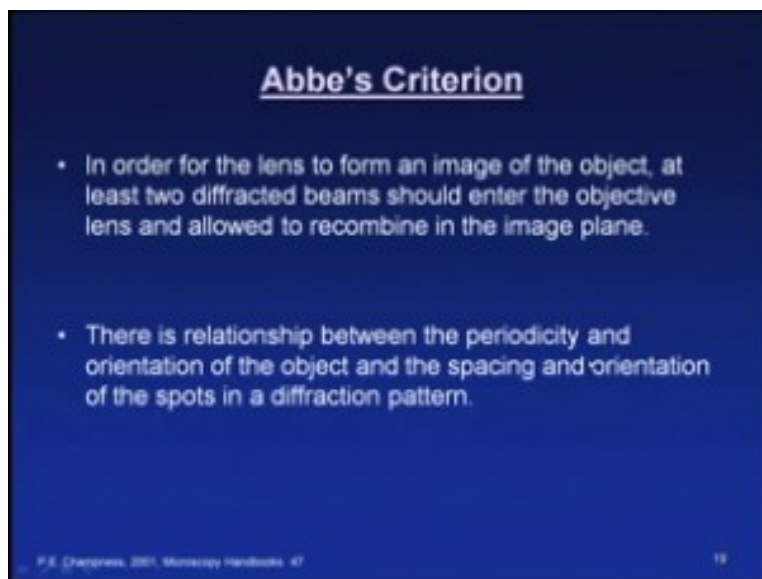 Abbe's Criterion
• In order for the lens to form an image of the object, at
least two diffracted beams should enter the objective
lens and allowed to recombine in the image plane.
• There is relationship between the periodicity and
orientation of the object and the spacing and orientation
of the spots in a diffraction pattern.
P.E. Champness, 2001, Microscopy Handbooks 47
19